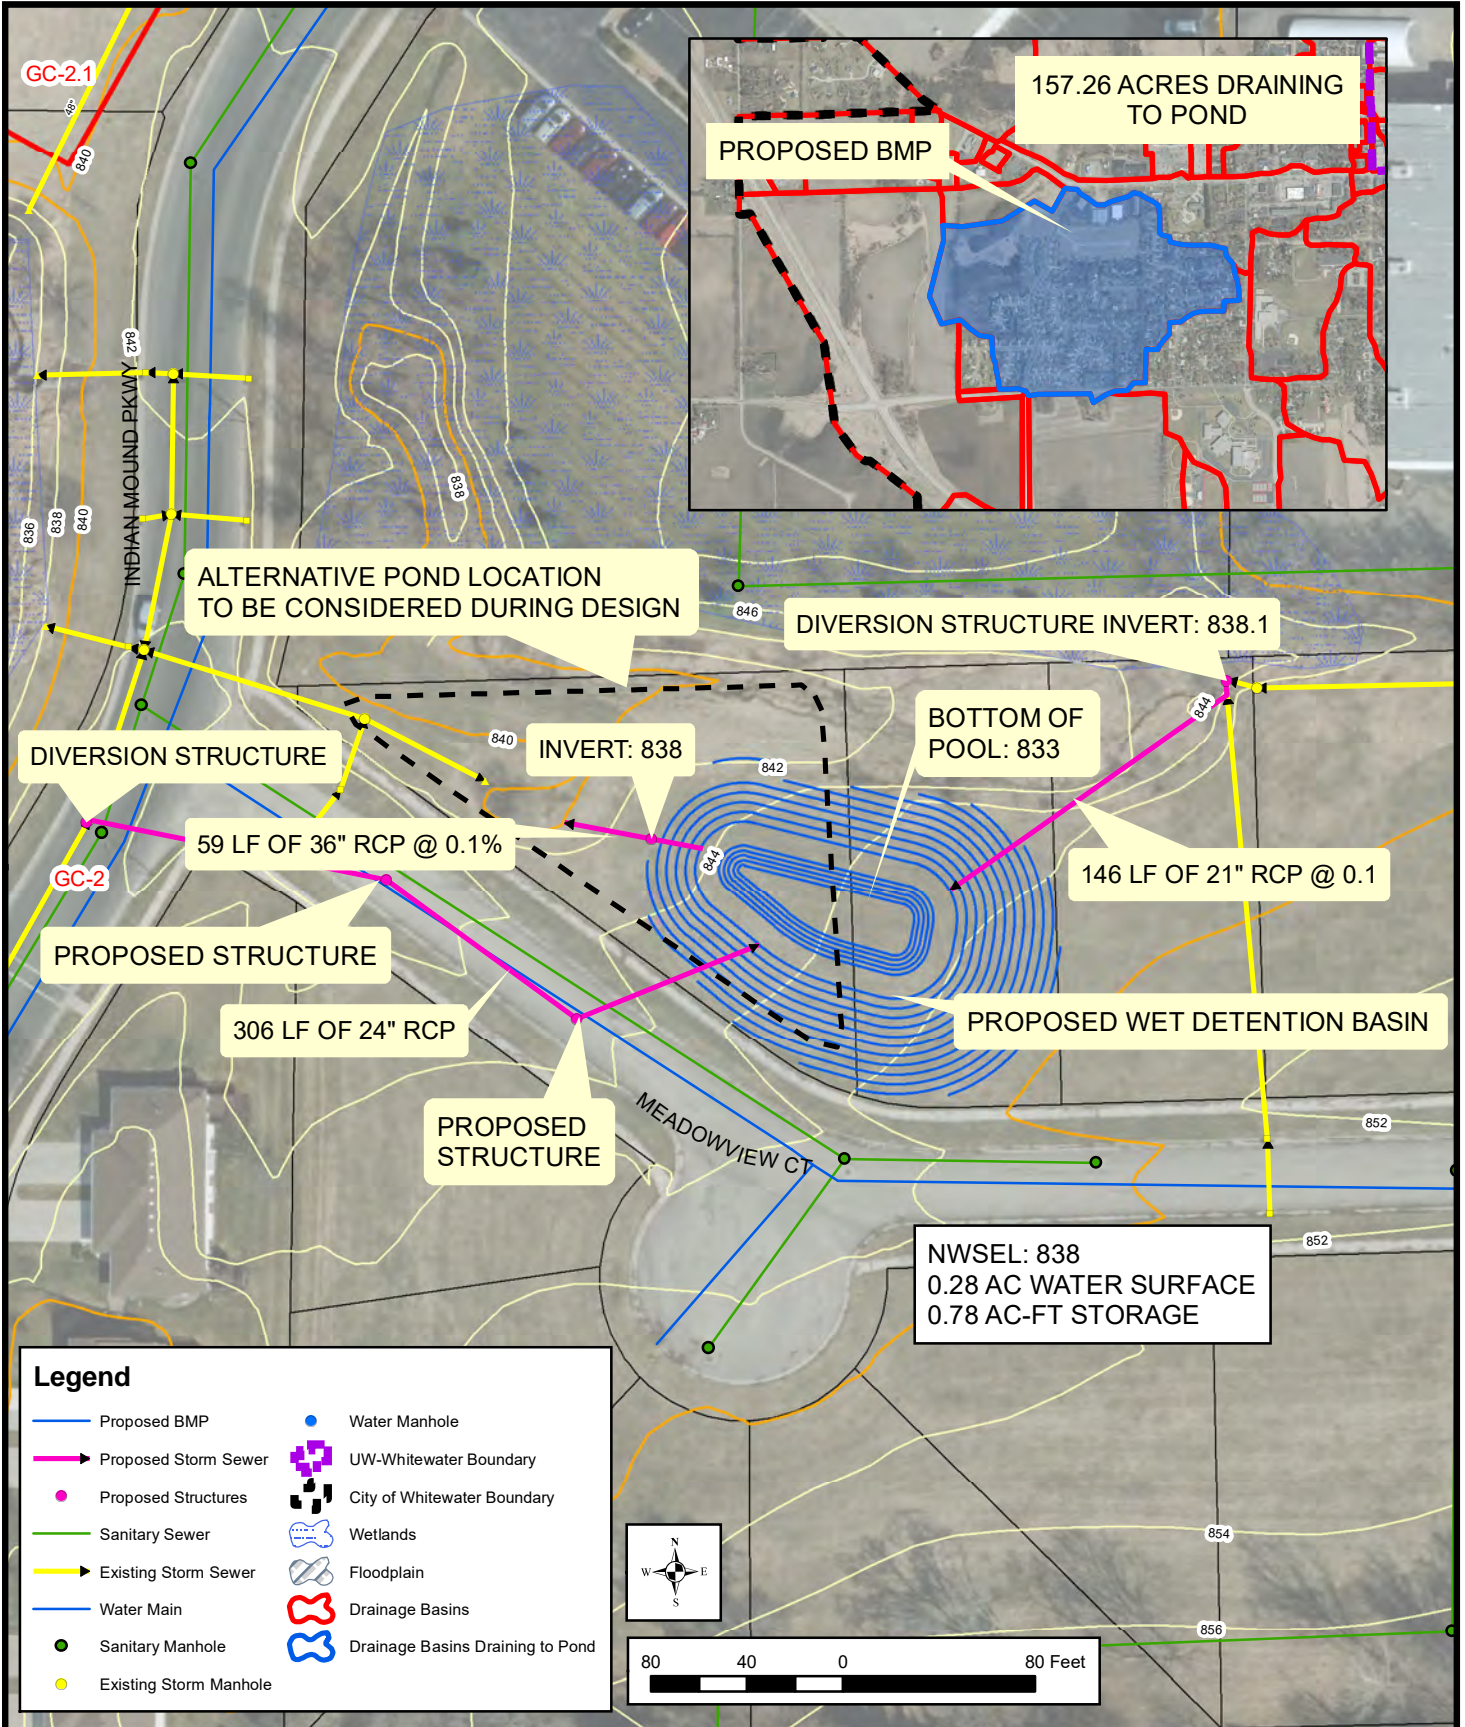 GC-2.1
48"
840
157.26 ACRES DRAINING
TO POND
PROPOSED BMP
842
INDIAN MOUND PKWY
838
836
838
840
ALTERNATIVE POND LOCATION
TO BE CONSIDERED DURING DESIGN
846
DIVERSION STRUCTURE INVERT: 838.1
844
BOTTOM OF
POOL: 833
840
INVERT: 838
842
DIVERSION STRUCTURE
59 LF OF 36" RCP @ 0.1%
844
146 LF OF 21" RCP @ 0.1
GC-2
PROPOSED STRUCTURE
306 LF OF 24" RCP
PROPOSED WET DETENTION BASIN
PROPOSED
STRUCTURE
MEADOWVIEW CT
852
852
NWSEL: 838
0.28 AC WATER SURFACE
0.78 AC-FT STORAGE
Legend
Proposed BMP
Proposed Storm Sewer
Proposed Structures
Sanitary Sewer
Existing Storm Sewer
Water Main
Sanitary Manhole
Existing Storm Manhole
Water Manhole
UW-Whitewater Boundary
City of Whitewater Boundary
Wetlands
Floodplain
Drainage Basins
Drainage Basins Draining to Pond
N
W E
S
854
856
80 40 0 80 Feet